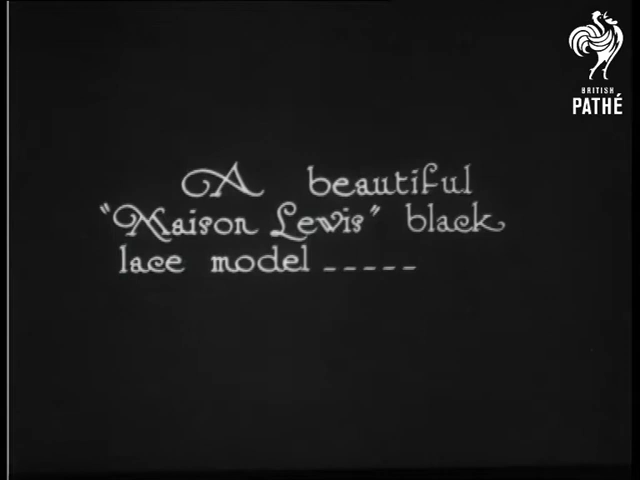 BRITISH
PATHÉ
A beautiful
"Maison Lewis" black
lace model -----